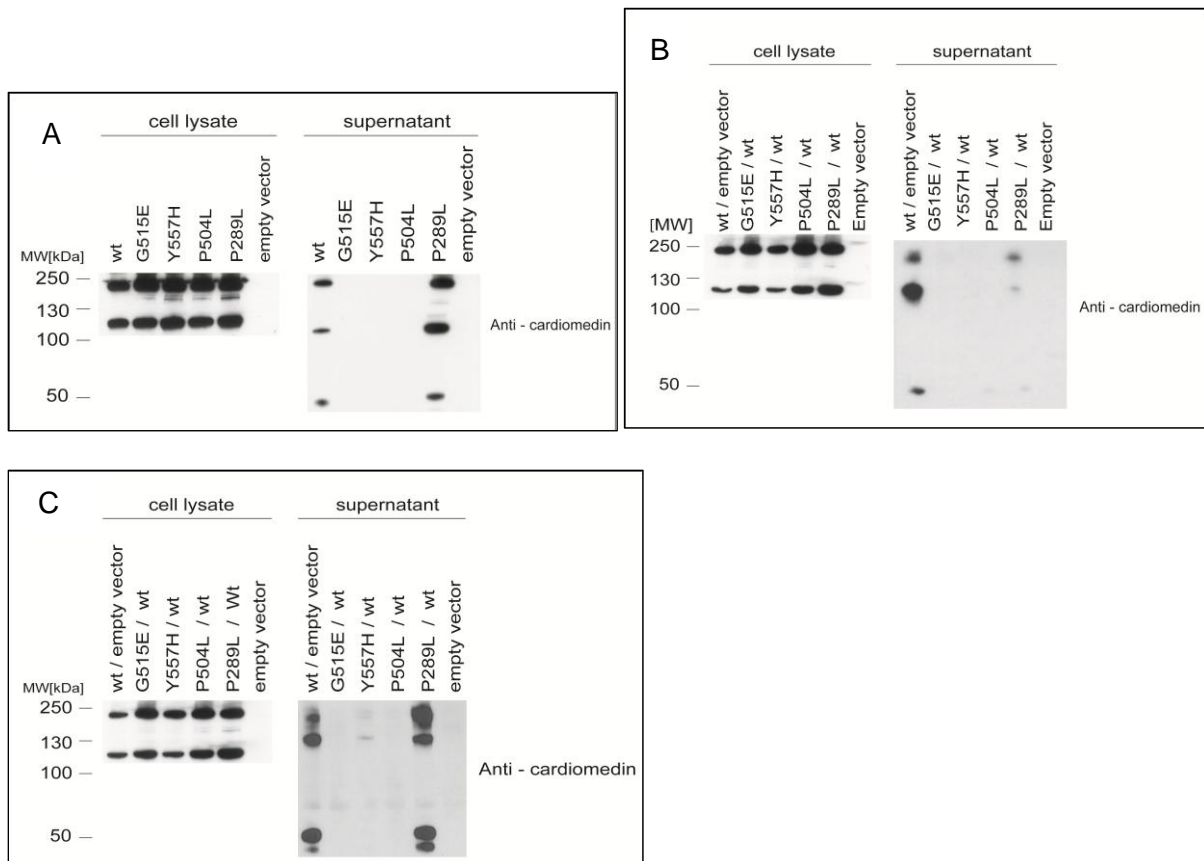 A
cell lysate
supernatant
wt
G515E
Y557H
P504L
P289L
empty vector
wt
G515E
Y557H
P504L
P289L
empty vector
MW[kDa]
250
130
100
50
Anti - cardiomedin
B
cell lysate
supernatant
wt / empty vector
G515E / wt
Y557H / wt
P504L / wt
P289L / wt
Empty vector
wt / empty vector
G515E / wt
Y557H / wt
P504L / wt
P289L / wt
Empty vector
[MW]
250
130
100
50
Anti - cardiomedin
C
cell lysate
supernatant
wt / empty vector
G515E / wt
Y557H / wt
P504L / wt
P289L / Wt
empty vector
wt / empty vector
G515E / wt
Y557H / wt
P504L / wt
P289L / wt
empty vector
MW[kDa]
250
130
100
50
Anti - cardiomedin